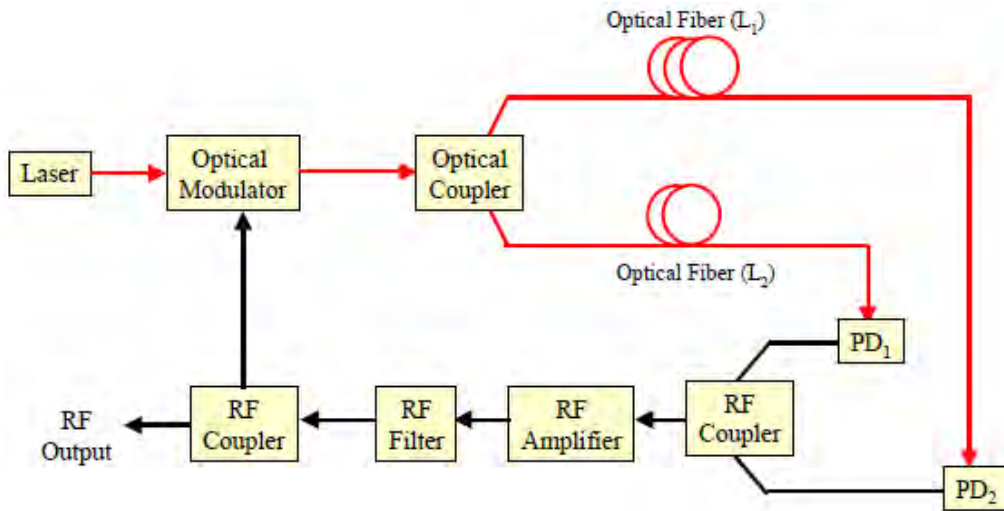 Optical Fiber (L₁)
Laser
Optical
Modulator
Optical
Coupler
Optical Fiber (L₂)
PD₁
RF
Output
RF
Coupler
RF
Filter
RF
Amplifier
RF
Coupler
PD₂